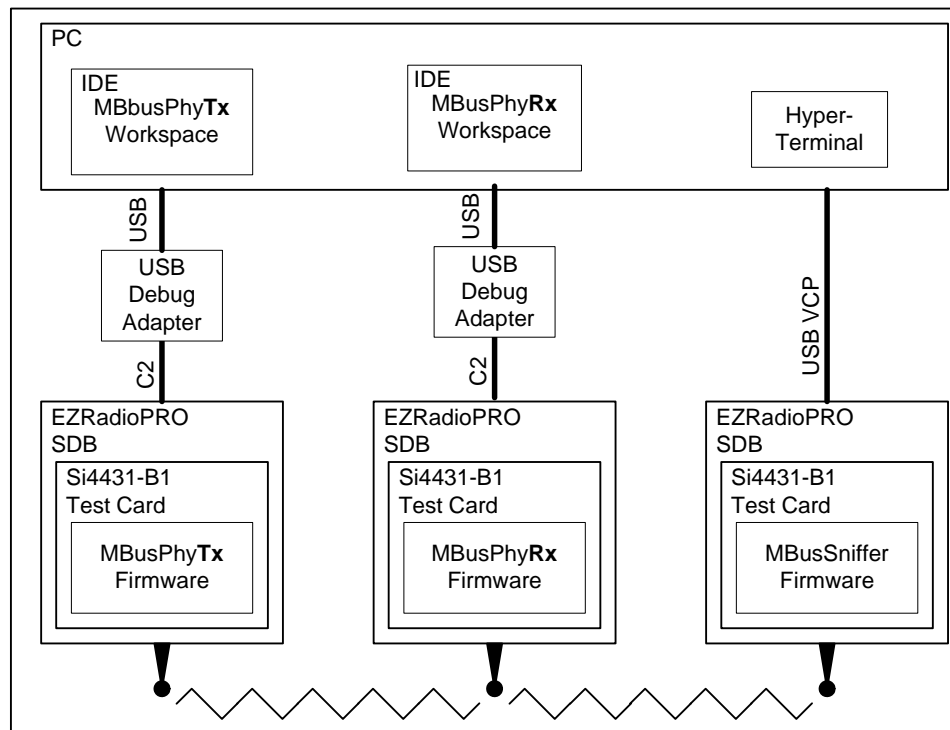 PC
IDE
MBbusPhyTx
Workspace
IDE
MBusPhyRx
Workspace
Hyper-
Terminal
USB
USB
USB VCP
USB
Debug
Adapter
USB
Debug
Adapter
C2
C2
EZRadioPRO
SDB
Si4431-B1
Test Card
MBusPhyTx
Firmware
EZRadioPRO
SDB
Si4431-B1
Test Card
MBusPhyRx
Firmware
EZRadioPRO
SDB
Si4431-B1
Test Card
MBusSniffer
Firmware